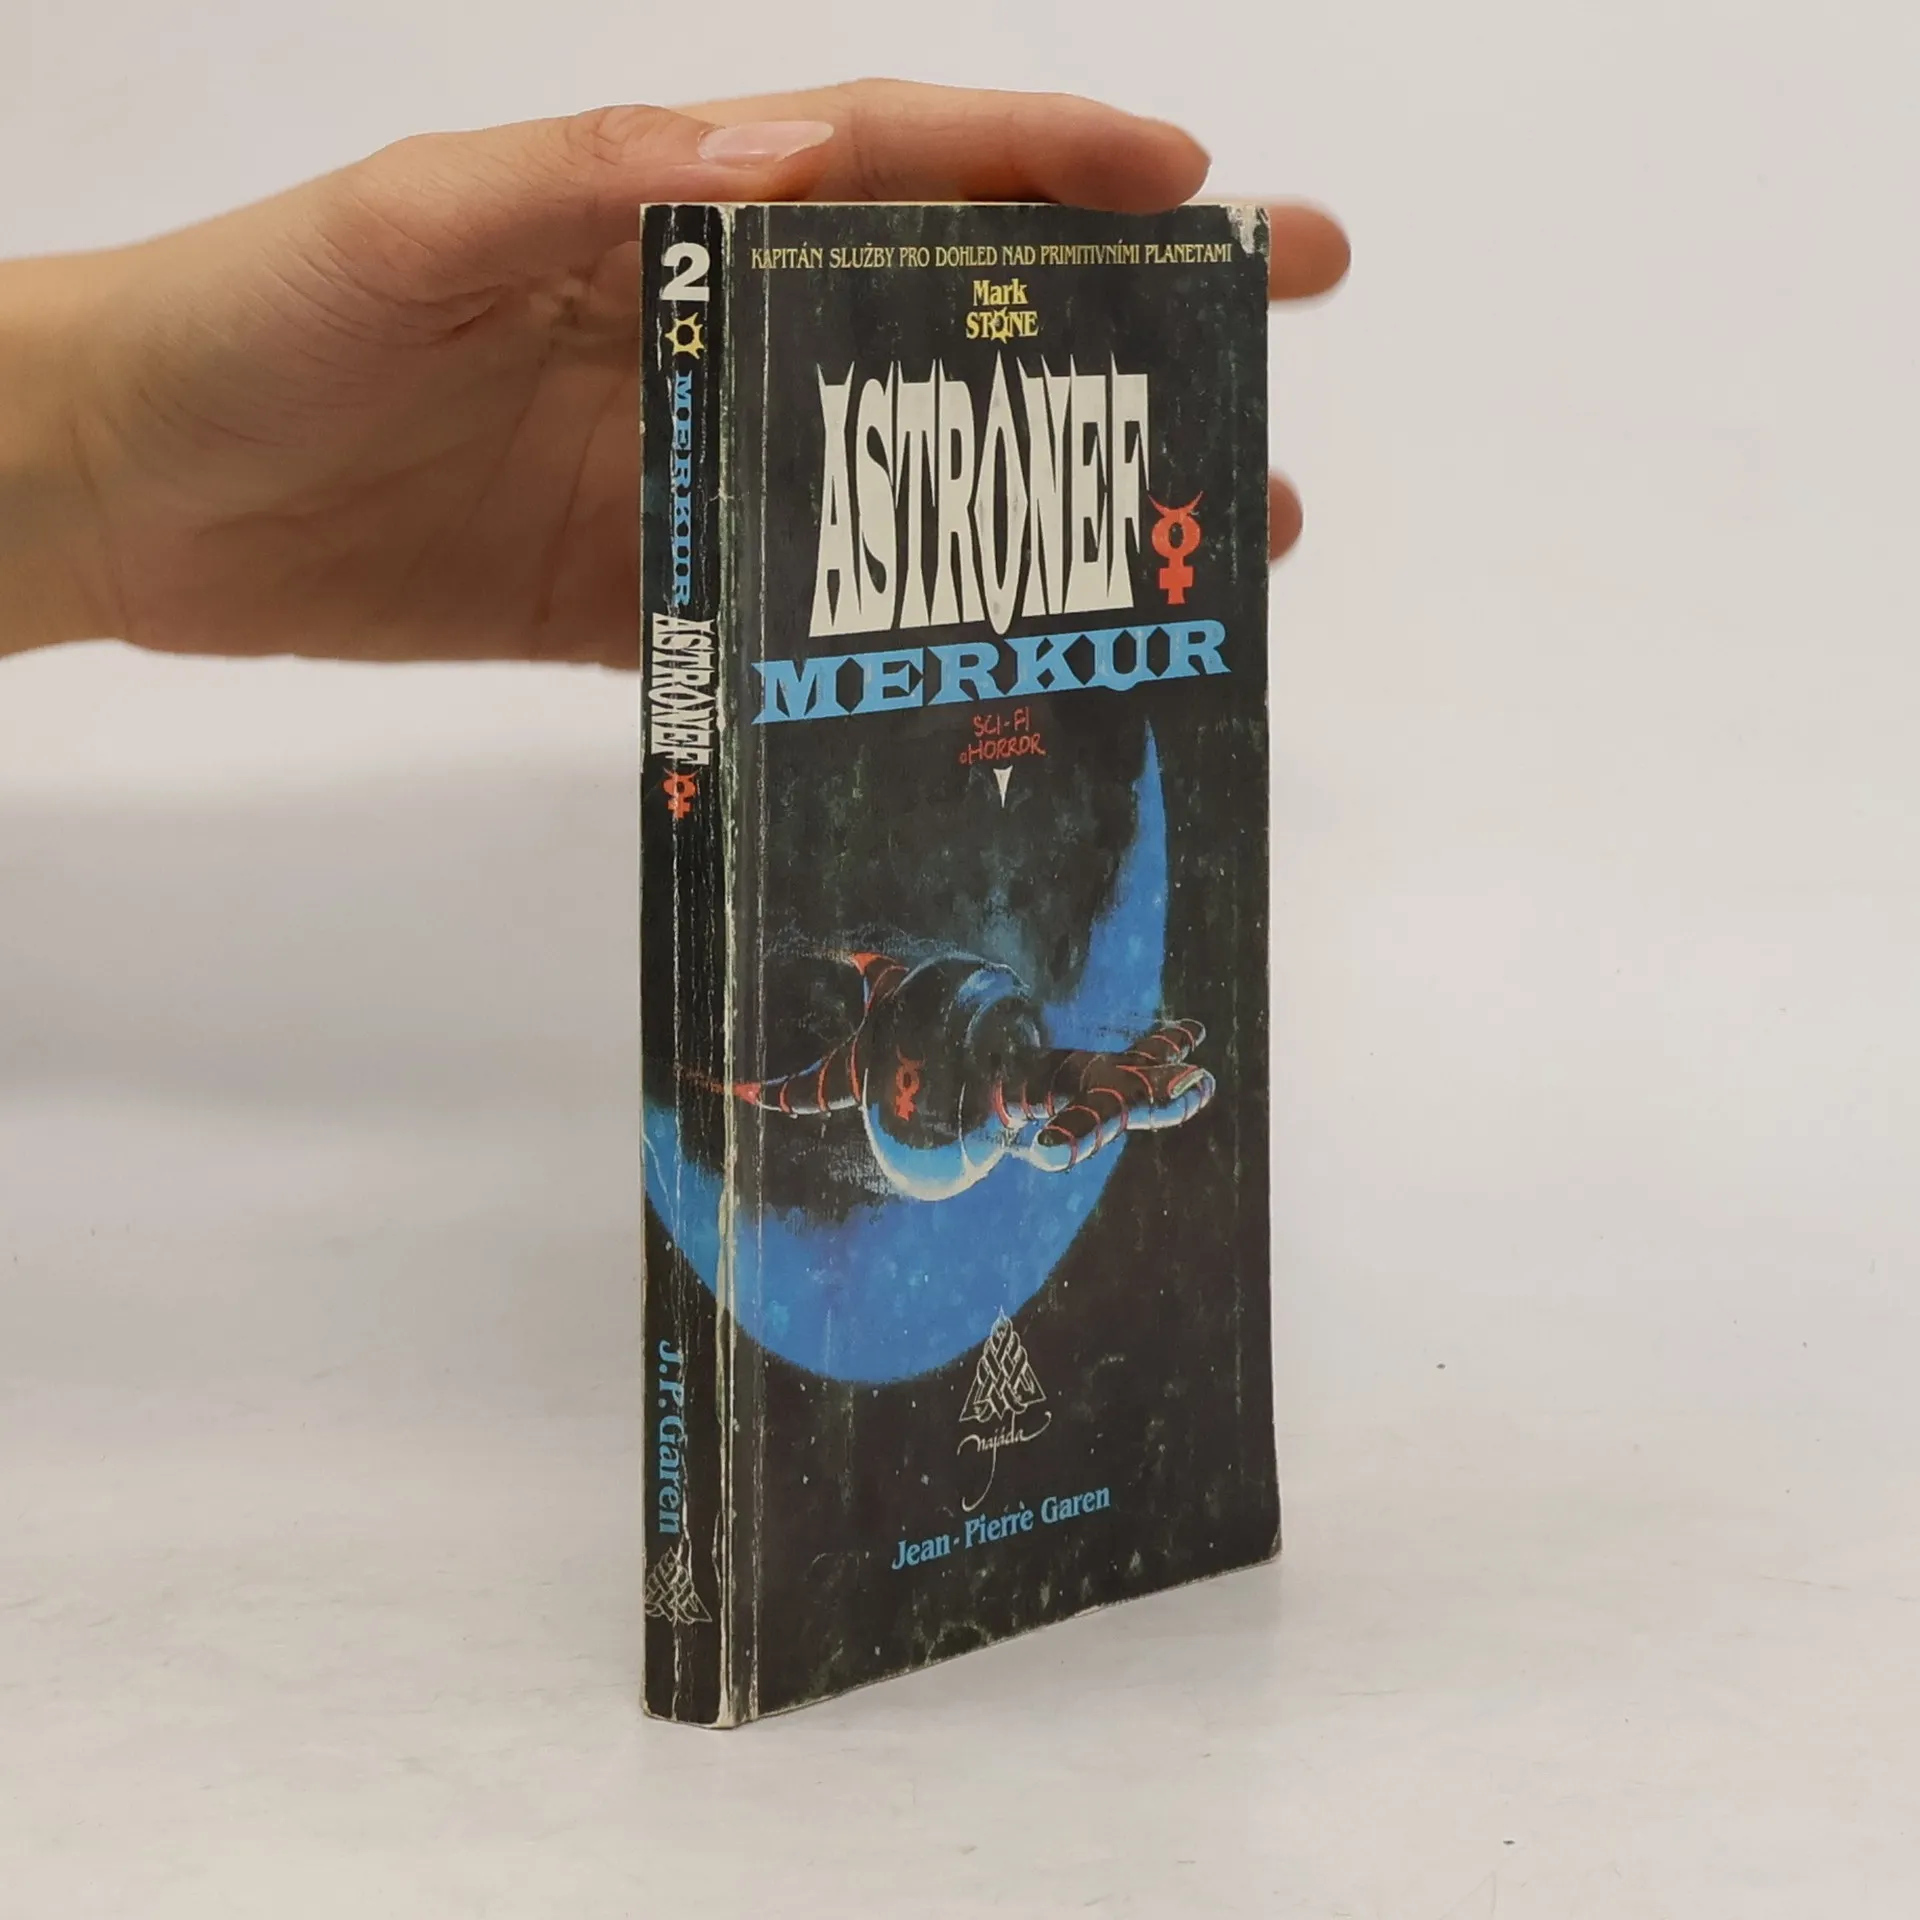 2
MERKUR
ASTRONEF
J.P. Garen
KAPITÁN SLUŽBY PRO DOHLED NAD PRIMITIVNÍMI PLANETAMI
Mark
STONE
ASTRONEF
MERKUR
SCI-FI
HORROR
najáda
Jean-Pierre Garen